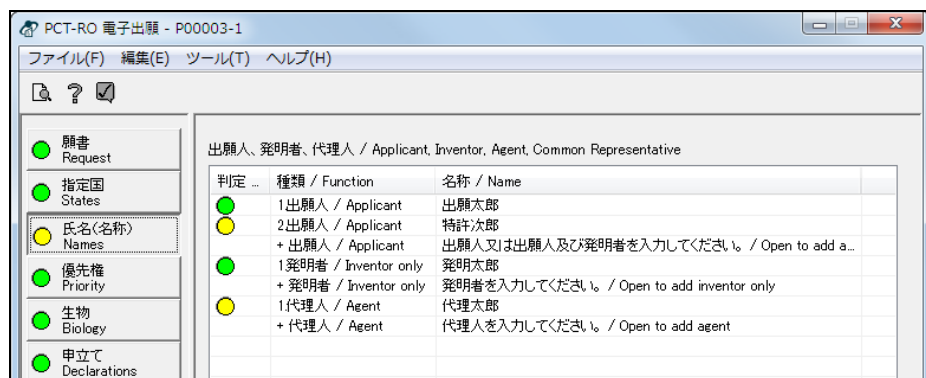 PCT-RO 電子出願 - P00003-1
ファイル(F) 編集(E) ツール(T) ヘルプ(H)
願書
Request
指定国
States
氏名(名称)
Names
優先権
Priority
生物
Biology
申立て
Declarations
出願人、発明者、代理人 / Applicant, Inventor, Agent, Common Representative
判定 ... 種類 / Function 名称 / Name
1出願人 / Applicant 出願太郎
2出願人 / Applicant 特許次郎
+ 出願人 / Applicant 出願人又は出願人及び発明者を入力してください。 / Open to add a...
1発明者 / Inventor only 発明太郎
+ 発明者 / Inventor only 発明者を入力してください。 / Open to add inventor only
1代理人 / Agent 代理太郎
+ 代理人 / Agent 代理人を入力してください。 / Open to add agent